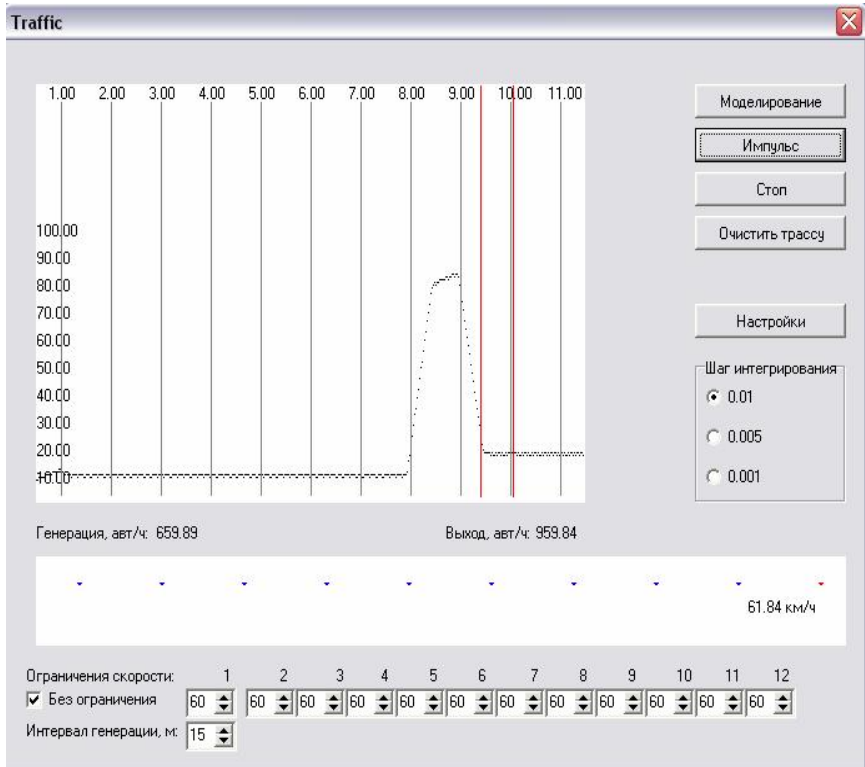 Traffic
1.00 2.00 3.00 4.00 5.00 6.00 7.00 8.00 9.00 10.00 11.00
100.00
90.00
80.00
70.00
60.00
50.00
40.00
30.00
20.00
10.00
Моделирование
Импульс
Стоп
Очистить трассу
Настройки
Шаг интегрирования
0.01
0.005
0.001
Генерация, авт/ч: 659.89 Выход, авт/ч: 959.84
61.84 км/ч
Ограничения скорости: 1 2 3 4 5 6 7 8 9 10 11 12
Без ограничения 60 60 60 60 60 60 60 60 60 60 60 60
Интервал генерации, м: 15